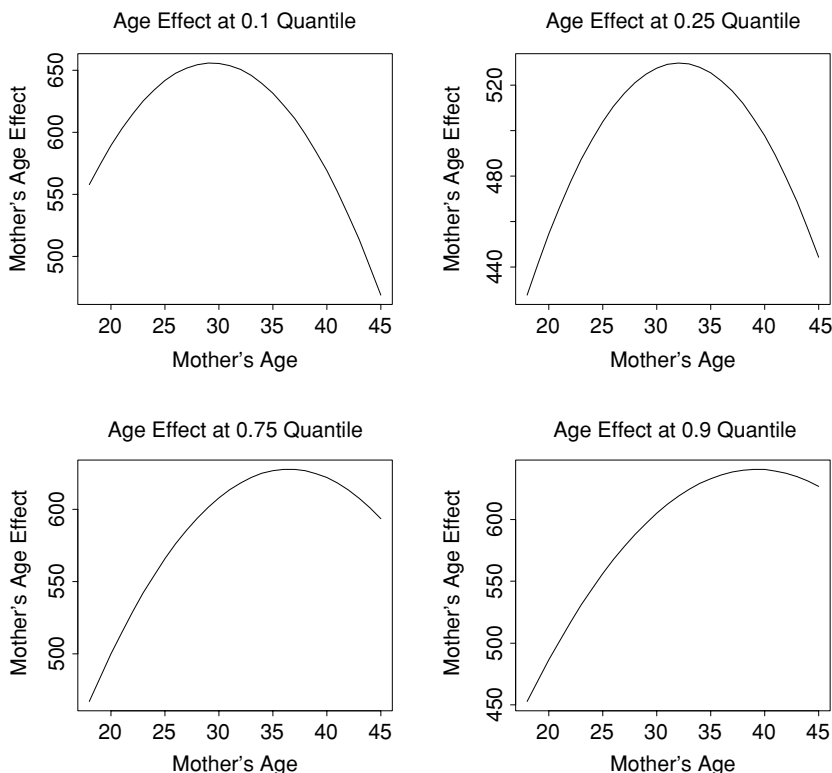 Age Effect at 0.1 Quantile
Mother's Age Effect
650
600
550
500
20 25 30 35 40 45
Mother's Age
Age Effect at 0.25 Quantile
Mother's Age Effect
520
480
440
20 25 30 35 40 45
Mother's Age
Age Effect at 0.75 Quantile
Mother's Age Effect
600
550
500
20 25 30 35 40 45
Mother's Age
Age Effect at 0.9 Quantile
Mother's Age Effect
600
550
500
450
20 25 30 35 40 45
Mother's Age